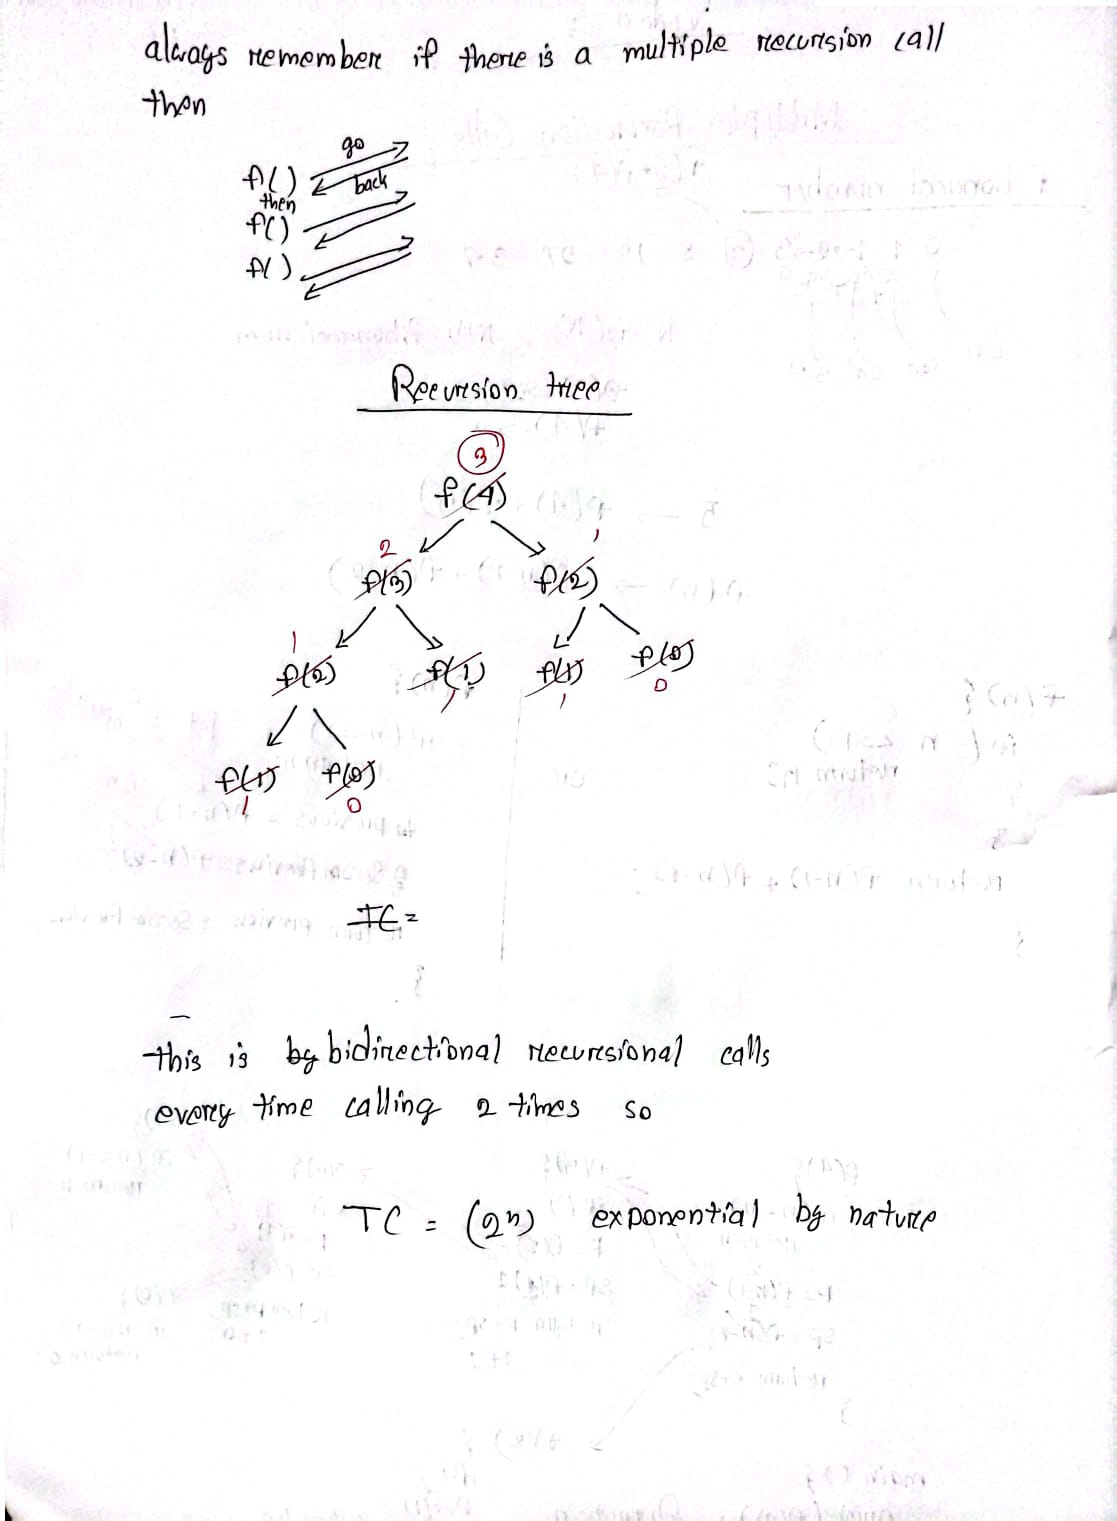 always remember if there is a multiple recursion call
then
go
f()
back
then
f()
f()
Recursion tree
3
f(4)
2
1
f(3)
f(2)
1
f(2)
f(1)
f(1)
f(0)
1
1
0
f(1)
f(0)
1
0
TC =
this is by bidirectional recursional calls
every time calling 2 times so
TC = (2ⁿ) exponential by nature